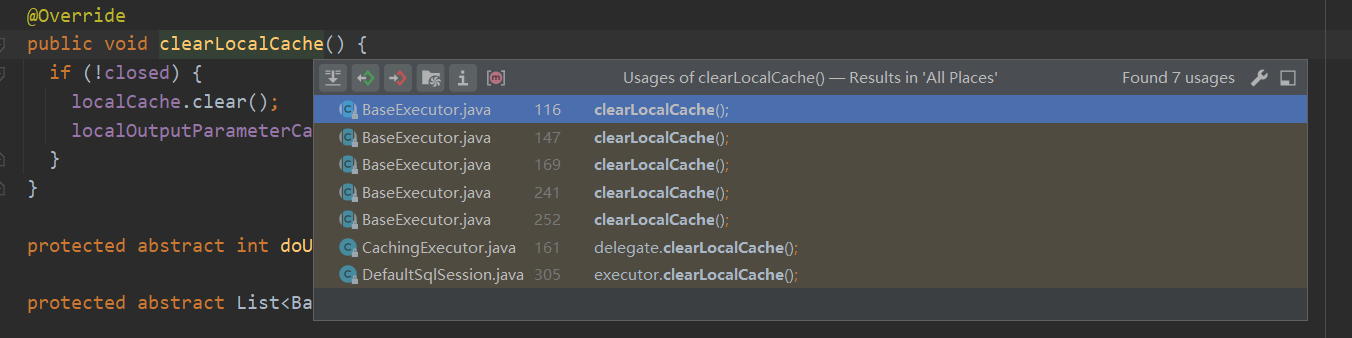 @Override
public void clearLocalCache() {
if (!closed) {
localCache.clear();
localOutputParameterCa
}
}
protected abstract int doU
protected abstract List<Ba
Usages of clearLocalCache() — Results in 'All Places' Found 7 usages
BaseExecutor.java 116 clearLocalCache();
BaseExecutor.java 147 clearLocalCache();
BaseExecutor.java 169 clearLocalCache();
BaseExecutor.java 241 clearLocalCache();
BaseExecutor.java 252 clearLocalCache();
CachingExecutor.java 161 delegate.clearLocalCache();
DefaultSqlSession.java 305 executor.clearLocalCache();